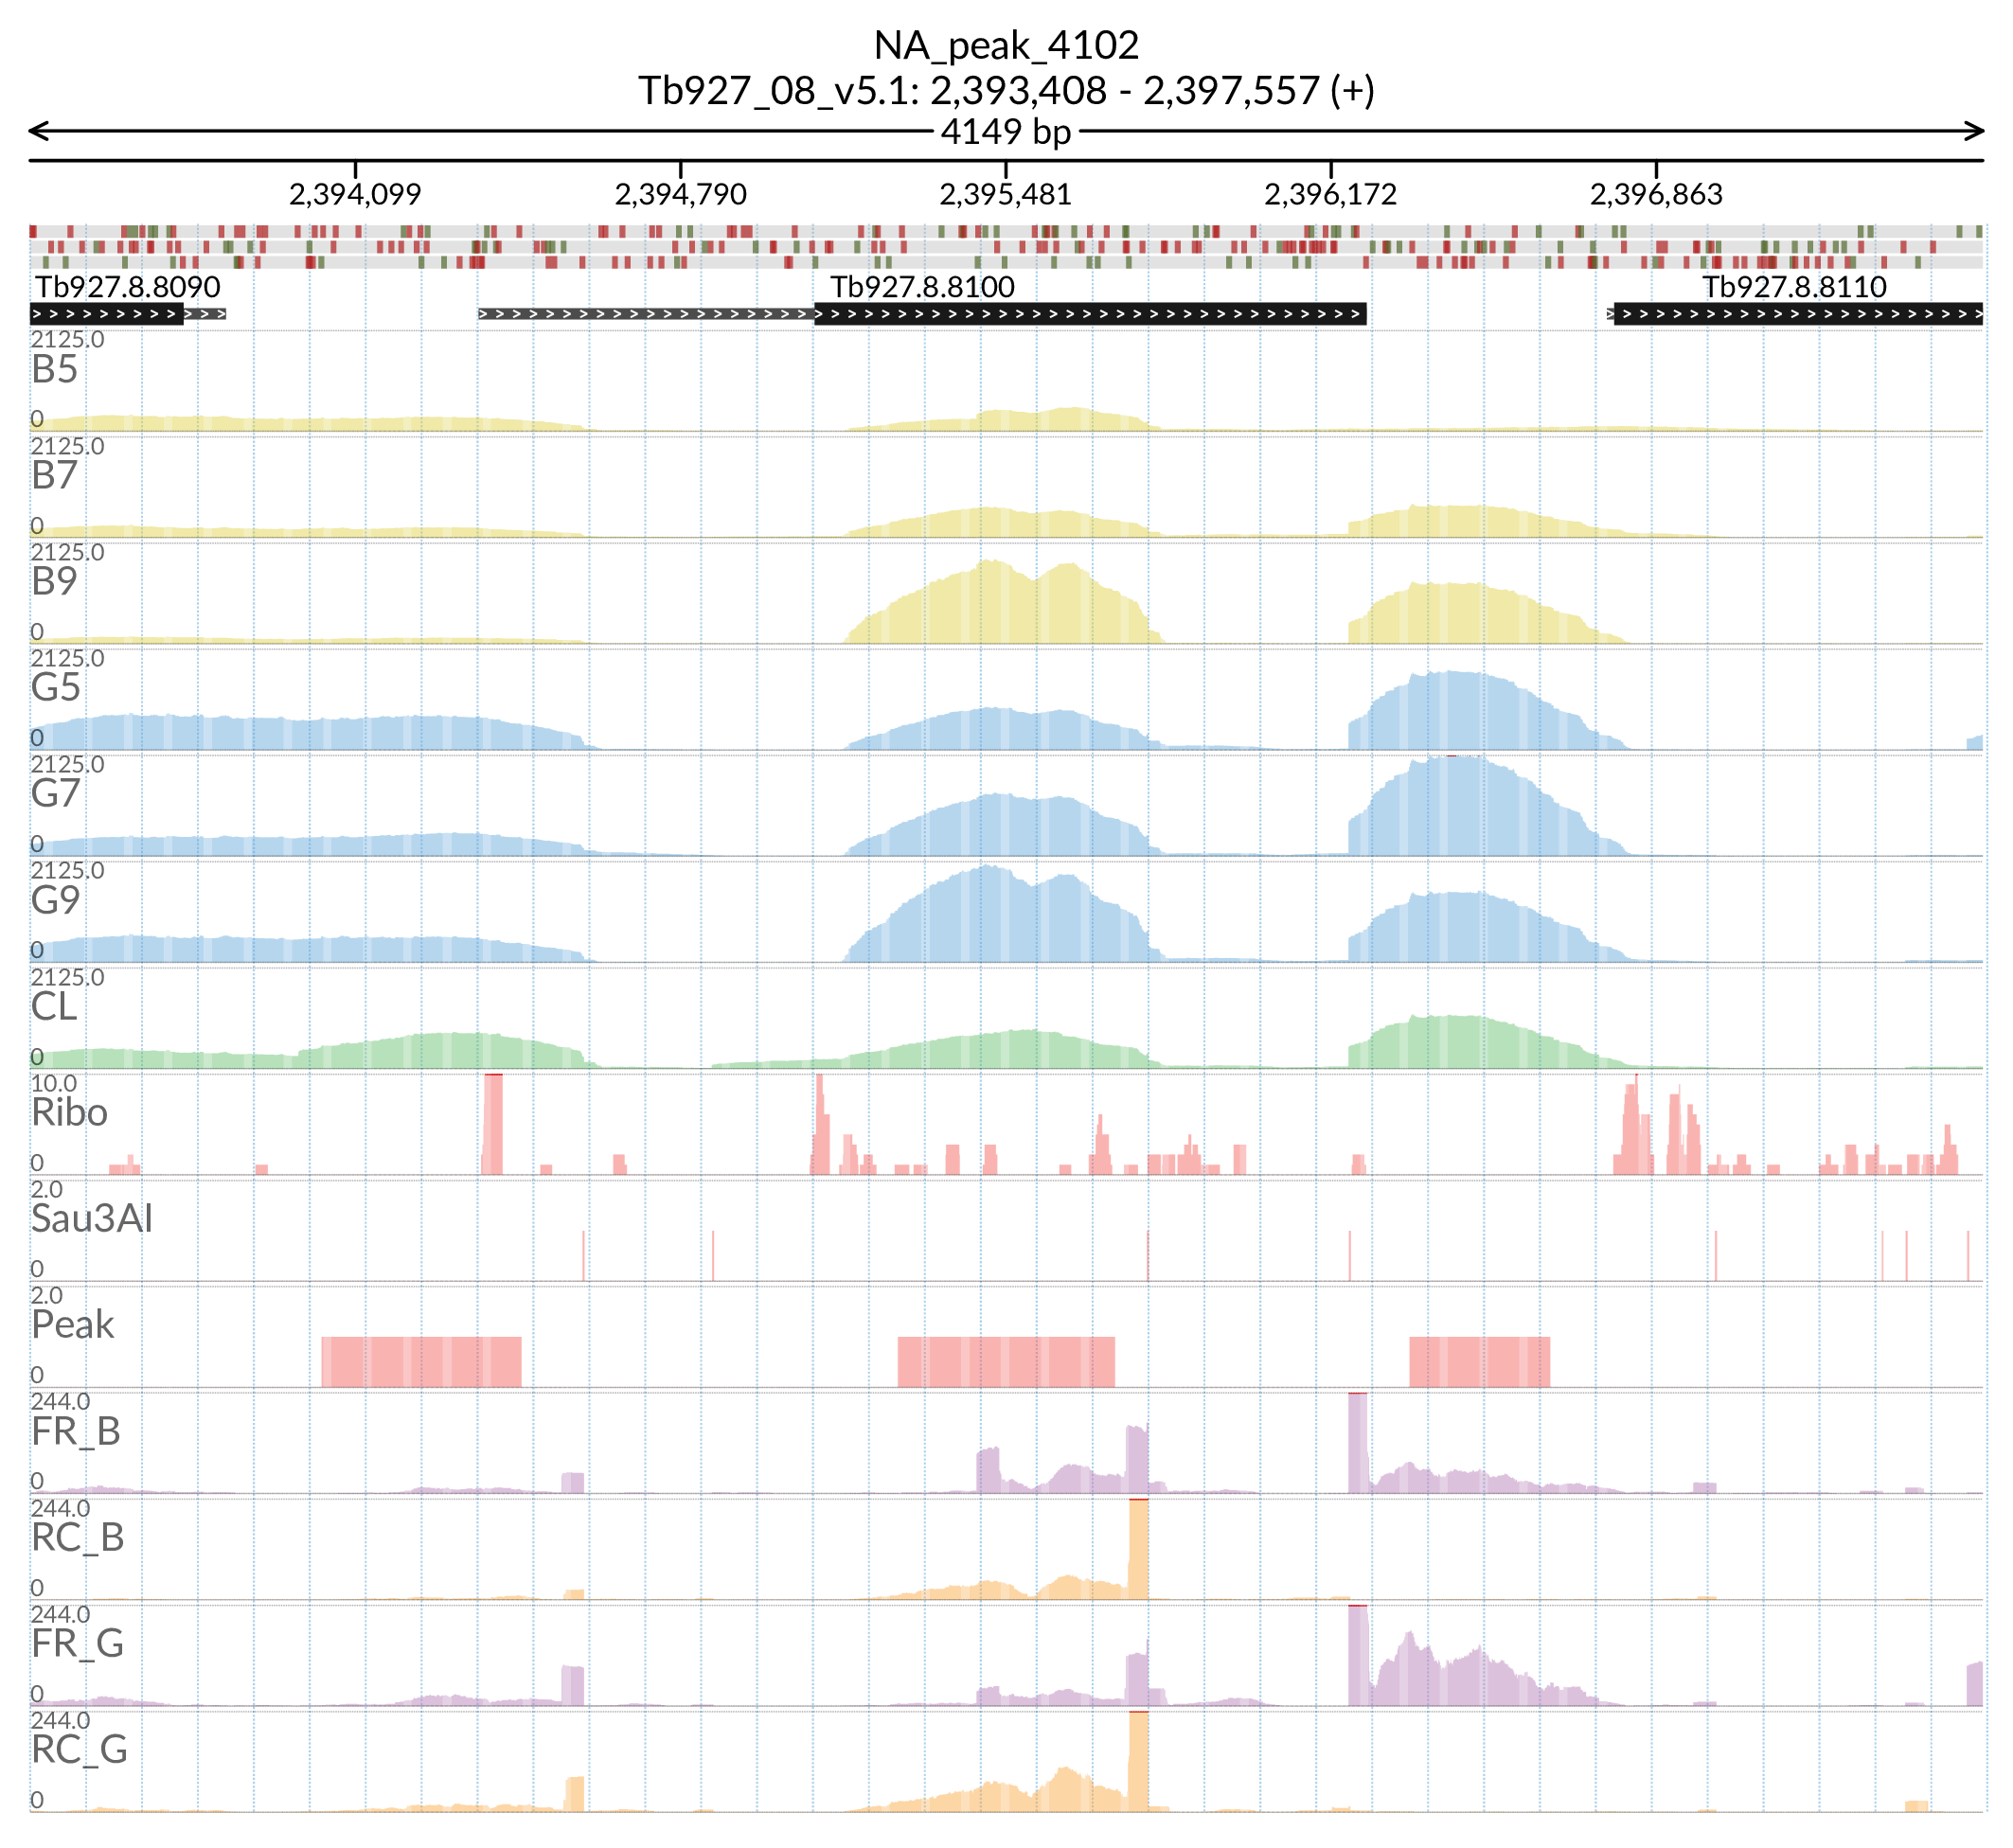 NA_peak_4102
Tb927_08_v5.1: 2,393,408 - 2,397,557 (+)
4149 bp
2,394,099 2,394,790 2,395,481 2,396,172 2,396,863
Tb927.8.8090 Tb927.8.8100 Tb927.8.8110
2125.0
B5
0
2125.0
B7
0
2125.0
B9
0
2125.0
G5
0
2125.0
G7
0
2125.0
G9
0
2125.0
CL
0
10.0
Ribo
0
2.0
Sau3AI
0
2.0
Peak
0
244.0
FR_B
0
244.0
RC_B
0
244.0
FR_G
0
244.0
RC_G
0